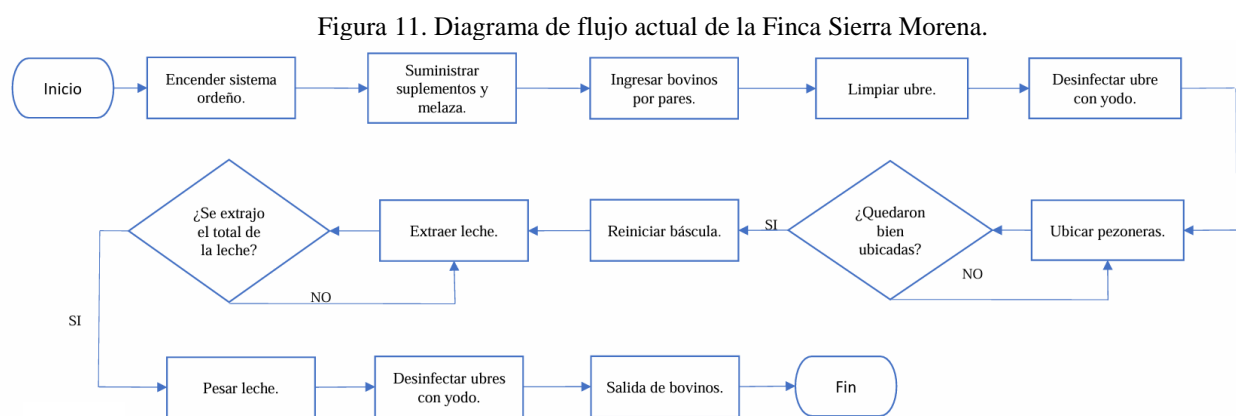 Figura 11. Diagrama de flujo actual de la Finca Sierra Morena.
Inicio
Encender sistema
ordeño.
Suministrar
suplementos y
melaza.
Ingresar bovinos
por pares.
Limpiar ubre.
Desinfectar ubre
con yodo.
Ubicar pezoneras.
¿Quedaron
bien
ubicadas?
NO
SI
Reiniciar báscula.
Extraer leche.
¿Se extrajo
el total de
la leche?
NO
SI
Pesar leche.
Desinfectar ubres
con yodo.
Salida de bovinos.
Fin